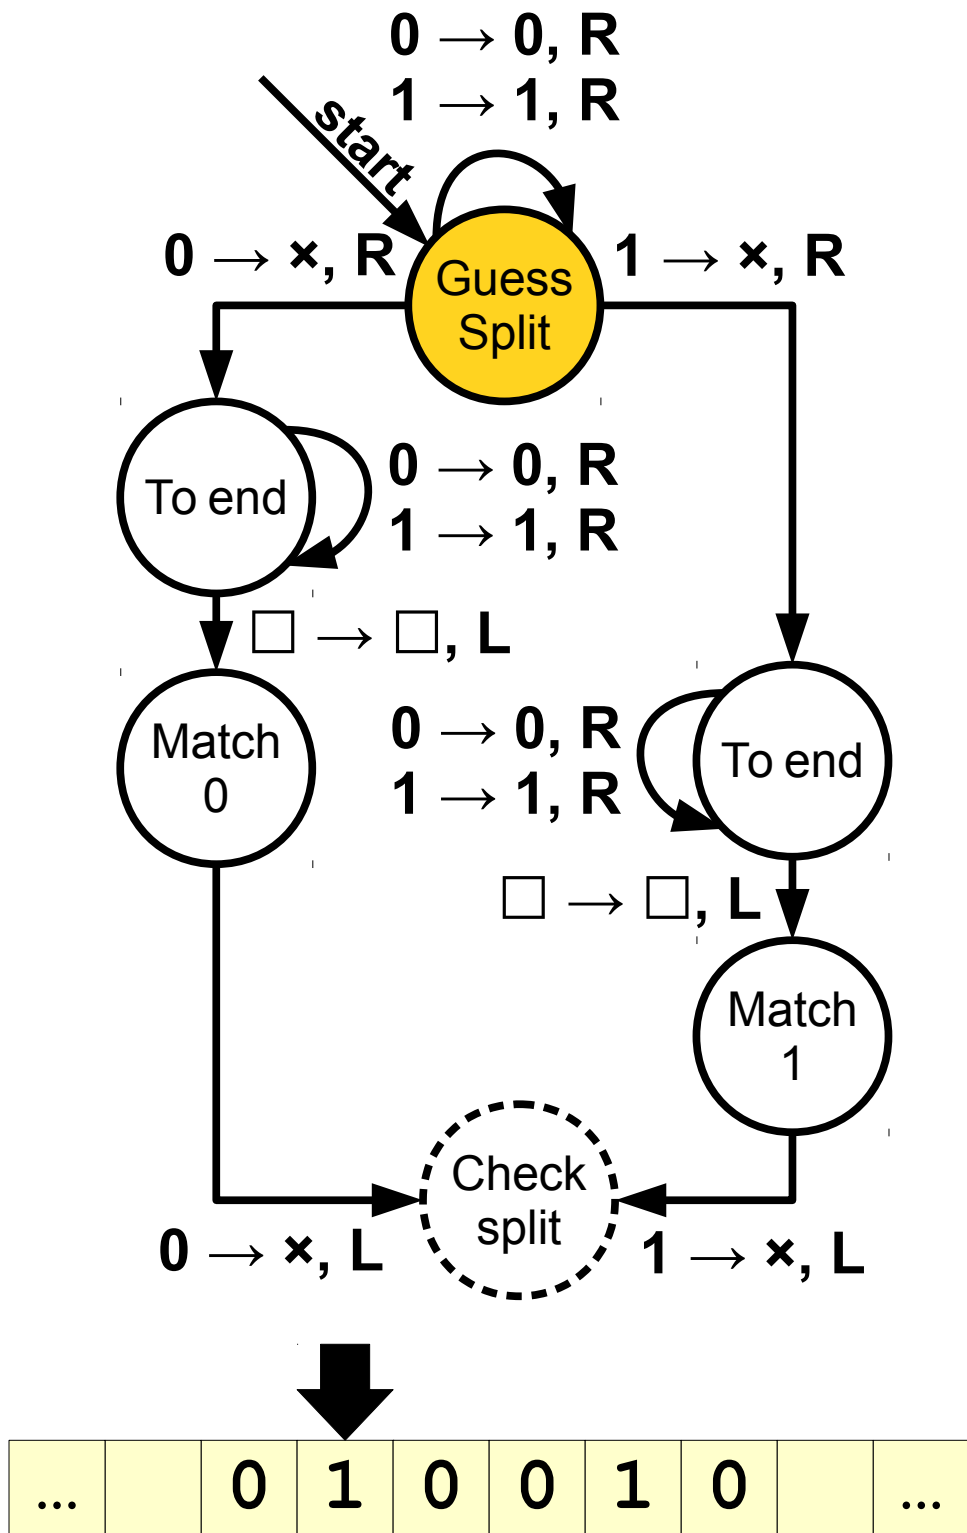 0 → 0, R
1 → 1, R
start
0 → ×, R
1 → ×, R
Guess
Split
To end
0 → 0, R
1 → 1, R
□ → □, L
Match
0
0 → 0, R
1 → 1, R
To end
□ → □, L
Match
1
Check
split
0 → ×, L
1 → ×, L
... 0 1 0 0 1 0 ...